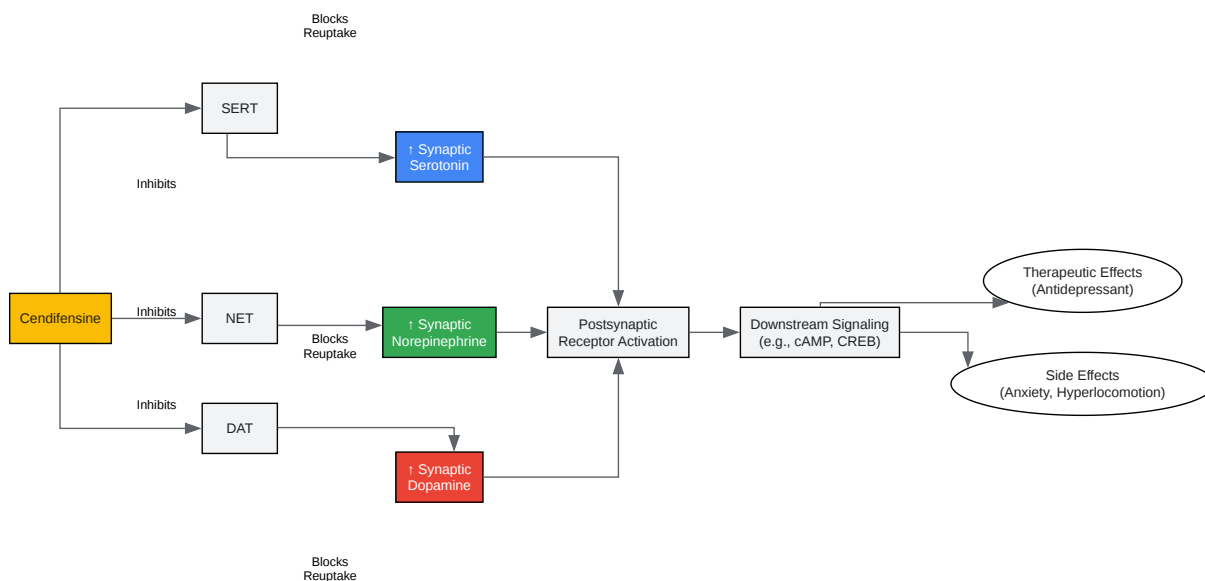 Blocks
Reuptake
SERT
↑ Synaptic
Serotonin
Inhibits
Cendifensine
Inhibits
NET
Blocks
Reuptake
↑ Synaptic
Norepinephrine
Postsynaptic
Receptor Activation
Downstream Signaling
(e.g., cAMP, CREB)
Therapeutic Effects
(Antidepressant)
Side Effects
(Anxiety, Hyperlocomotion)
Inhibits
DAT
↑ Synaptic
Dopamine
Blocks
Reuptake